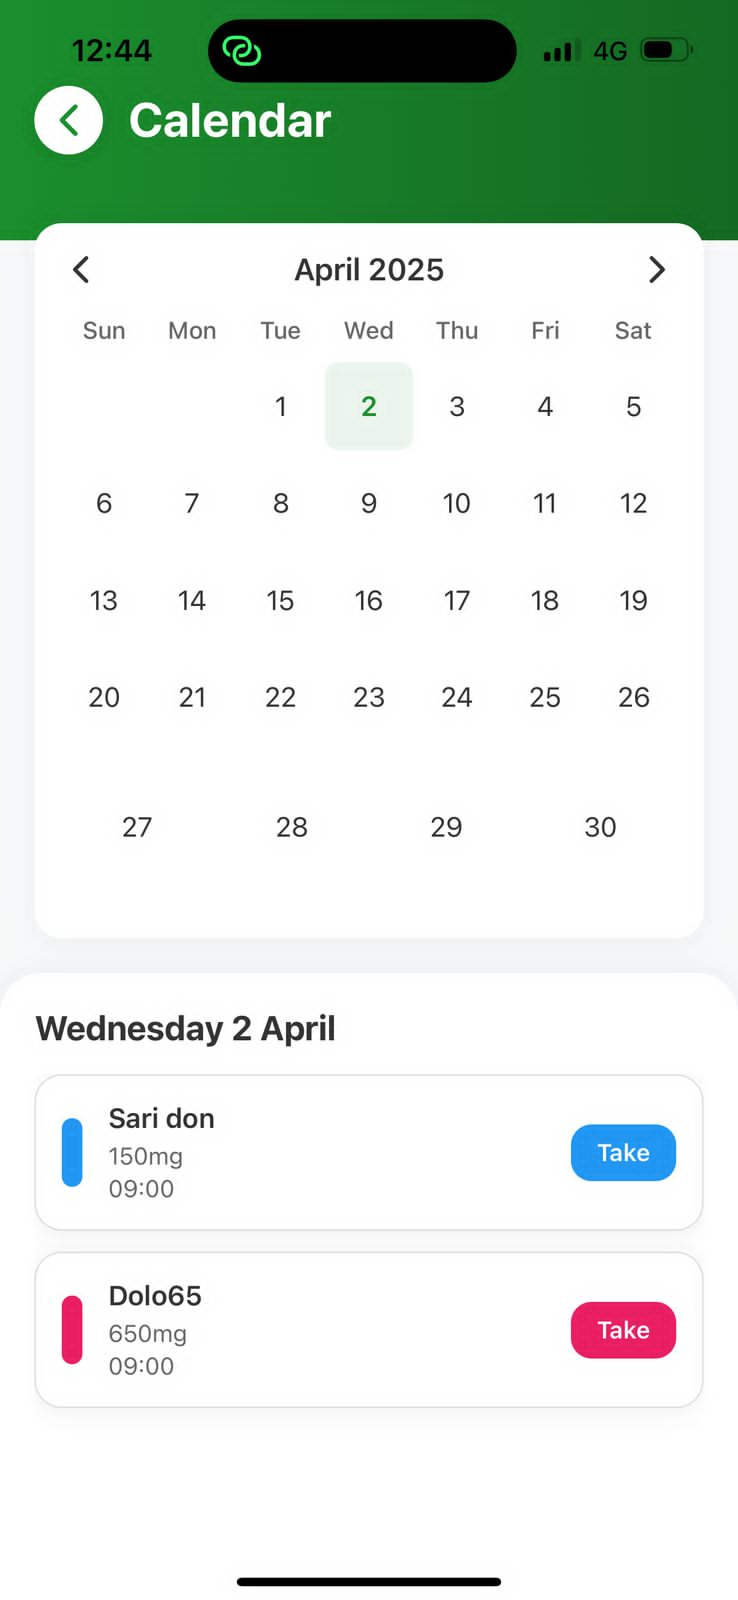 12:44 4G
Calendar
April 2025
Sun Mon Tue Wed Thu Fri Sat
1 2 3 4 5
6 7 8 9 10 11 12
13 14 15 16 17 18 19
20 21 22 23 24 25 26
27 28 29 30
Wednesday 2 April
Sari don
150mg
Take
09:00
Dolo65
650mg
Take
09:00